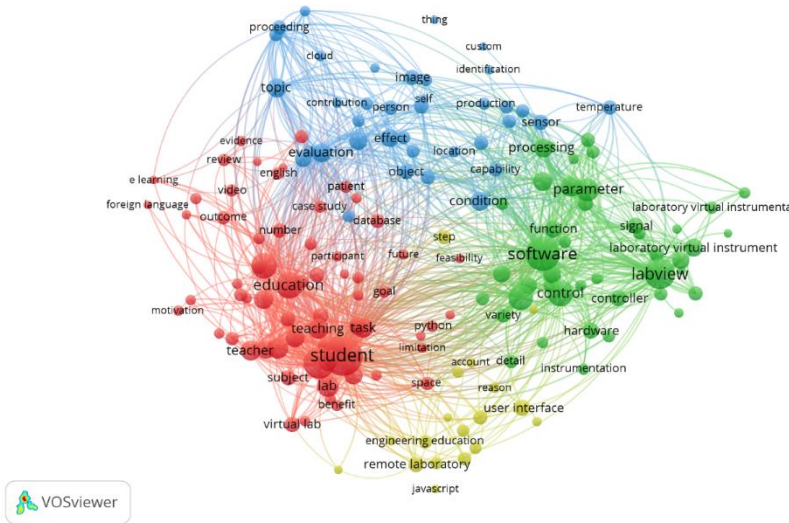 proceeding
thing
cloud
custom
topic
image
identification
contribution
person
self
production
temperature
sensor
evidence
effect
processing
evaluation
location
review
english
object
capability
e learning
video
patient
parameter
foreign language
case study
condition
laboratory virtual instrumenta
outcome
database
function
signal
number
step
software
laboratory virtual instrument
participant
future
feasibility
labview
education
goal
control
controller
motivation
variety
teaching
task
python
hardware
teacher
student
limitation
account
detail
instrumentation
subject
lab
space
reason
benefit
user interface
virtual lab
engineering education
remote laboratory
javascript
VOSviewer